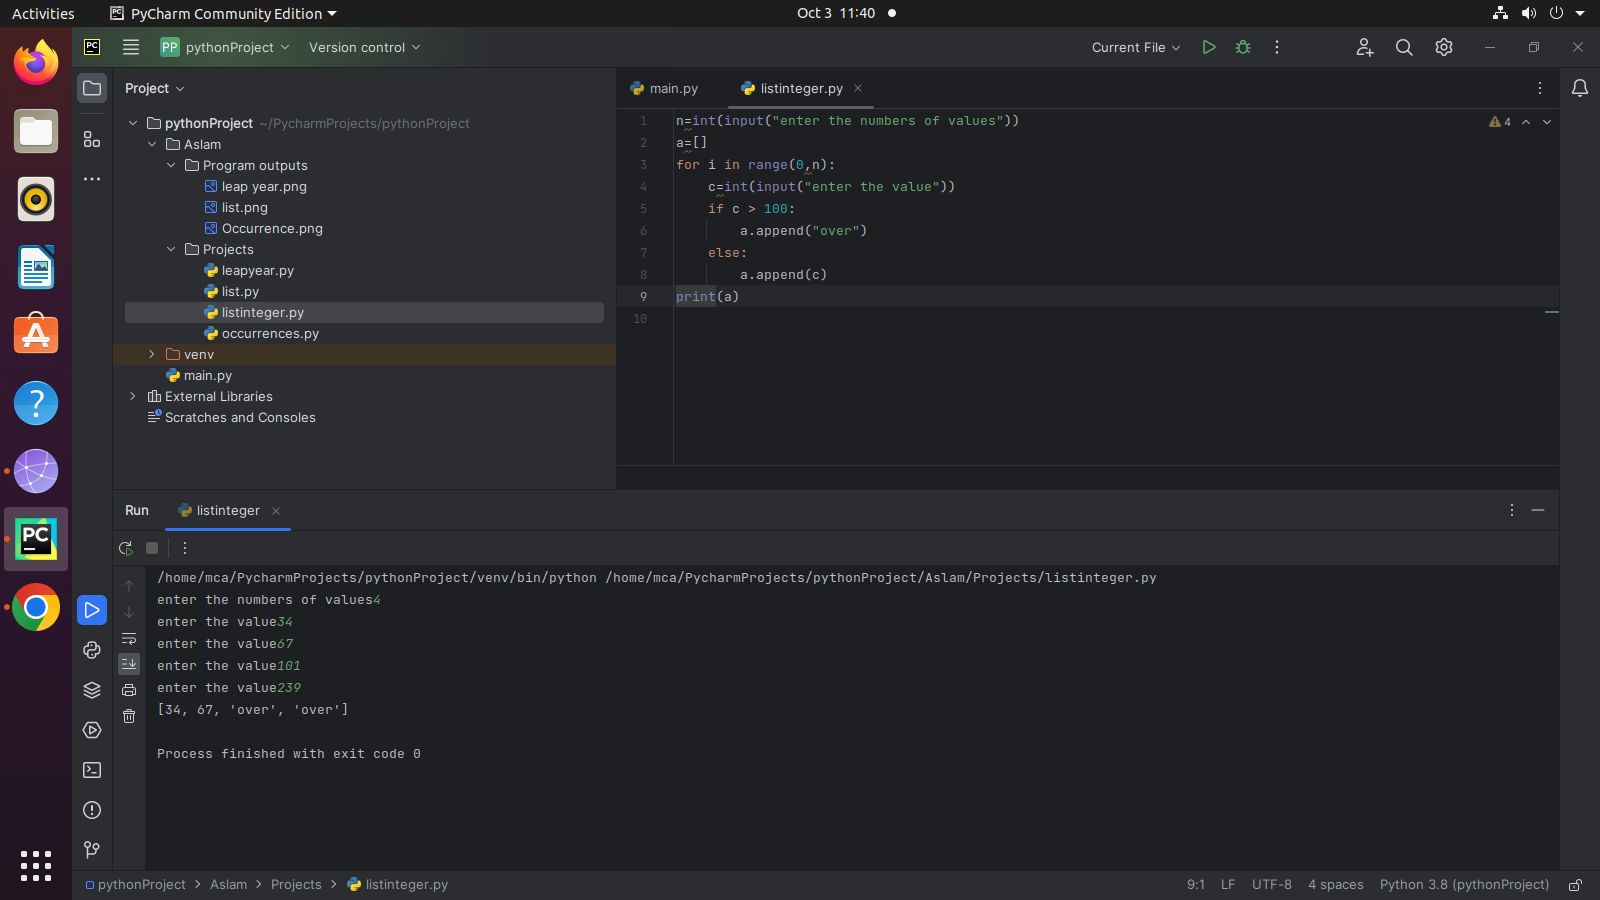 Activities PyCharm Community Edition Oct 3 11:40
PC PP pythonProject Version control Current File
Project
main.py listinteger.py
pythonProject ~/PycharmProjects/pythonProject
Aslam
Program outputs
leap year.png
list.png
Occurrence.png
Projects
leapyear.py
list.py
listinteger.py
occurrences.py
venv
main.py
External Libraries
Scratches and Consoles
1 n=int(input("enter the numbers of values")) 4
2 a=[]
3 for i in range(0,n):
4 c=int(input("enter the value"))
5 if c > 100:
6 a.append("over")
7 else:
8 a.append(c)
9 print(a)
10
PC
Run listinteger
/home/mca/PycharmProjects/pythonProject/venv/bin/python /home/mca/PycharmProjects/pythonProject/Aslam/Projects/listinteger.py
enter the numbers of values4
enter the value34
enter the value67
enter the value101
enter the value239
[34, 67, 'over', 'over']
Process finished with exit code 0
pythonProject > Aslam > Projects > listinteger.py 9:1 LF UTF-8 4 spaces Python 3.8 (pythonProject)